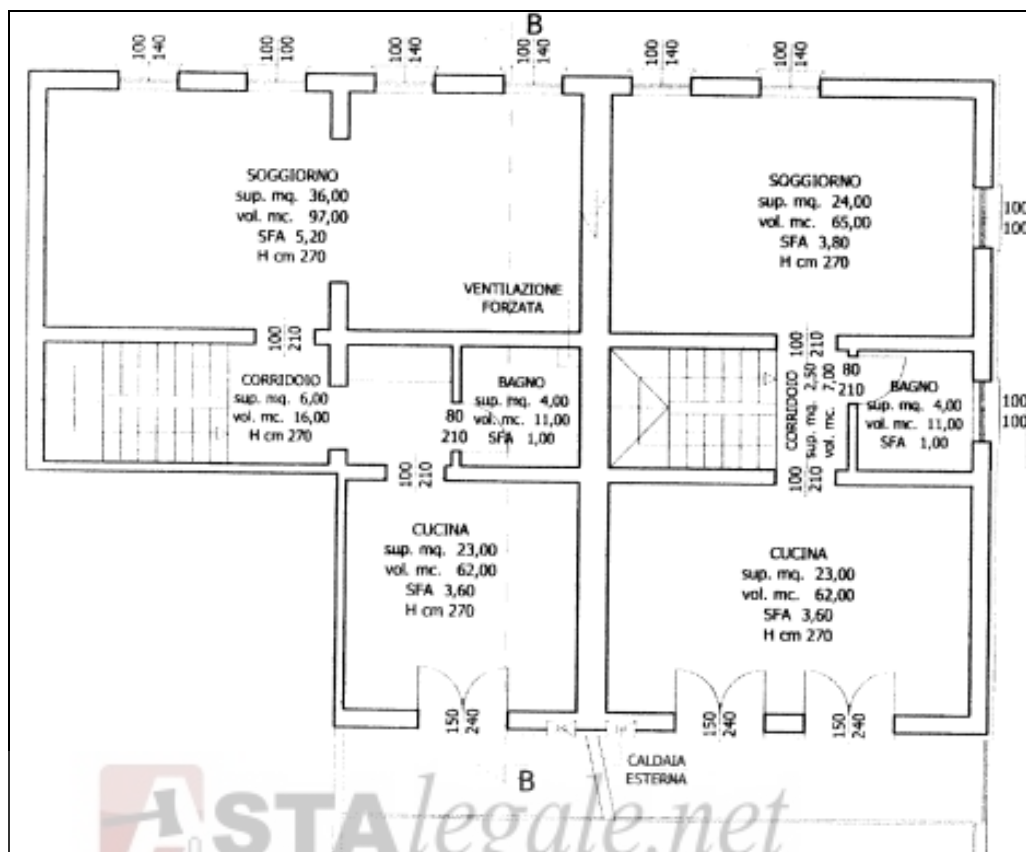 B
100
140
100
100
100
140
100
140
100
140
100
140
SOGGIORNO
sup. mq. 36,00
vol. mc. 97,00
SFA 5,20
H cm 270
SOGGIORNO
sup. mq. 24,00
vol. mc. 65,00
SFA 3,80
H cm 270
100
100
VENTILAZIONE
FORZATA
100
210
100
210
CORRIDOIO
sup. mq. 6,00
vol. mc. 16,00
H cm 270
80
210
BAGNO
sup. mq. 4,00
vol. mc. 11,00
SFA 1,00
CORRIDOIO
sup. mq. 2,50
vol. mc. 7,00
80
210
BAGNO
sup. mq. 4,00
vol. mc. 11,00
SFA 1,00
100
100
100
210
100
210
CUCINA
sup. mq. 23,00
vol. mc. 62,00
SFA 3,60
H cm 270
CUCINA
sup. mq. 23,00
vol. mc. 62,00
SFA 3,60
H cm 270
150
240
150
240
150
240
CALDAIA
ESTERNA
B
ASTAlegale.net